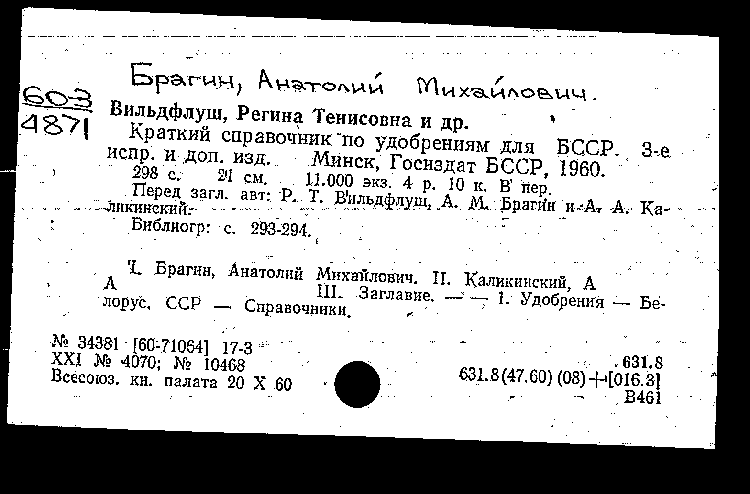 Брагин, Анатолий Михайлович.
60-3
4871
Вильдфлуш, Регина Тенисовна и др.
Краткий справочник по удобрениям для БССР. 3-е
испр. и доп. изд. Минск, Госиздат БССР, 1960.
298 с. 21 см. 11.000 экз. 4 р. 10 к. В пер.
Перед загл. авт: Р. Т. Вильдфлуш, А. М. Брагин и А. А. Ка-
ликинский.
Библиогр: с. 293-294.
I. Брагин, Анатолий Михайлович. II. Каликинский, А
А III. Заглавие. — — 1. Удобрения — Бе-
лорус. ССР — Справочники.
№ 34381 [60-71064] 17-3
XXI № 4070; № 10468
Всесоюз. кн. палата 20 X 60
631.8
631.8(47.60) (08)+[016.3]
В461